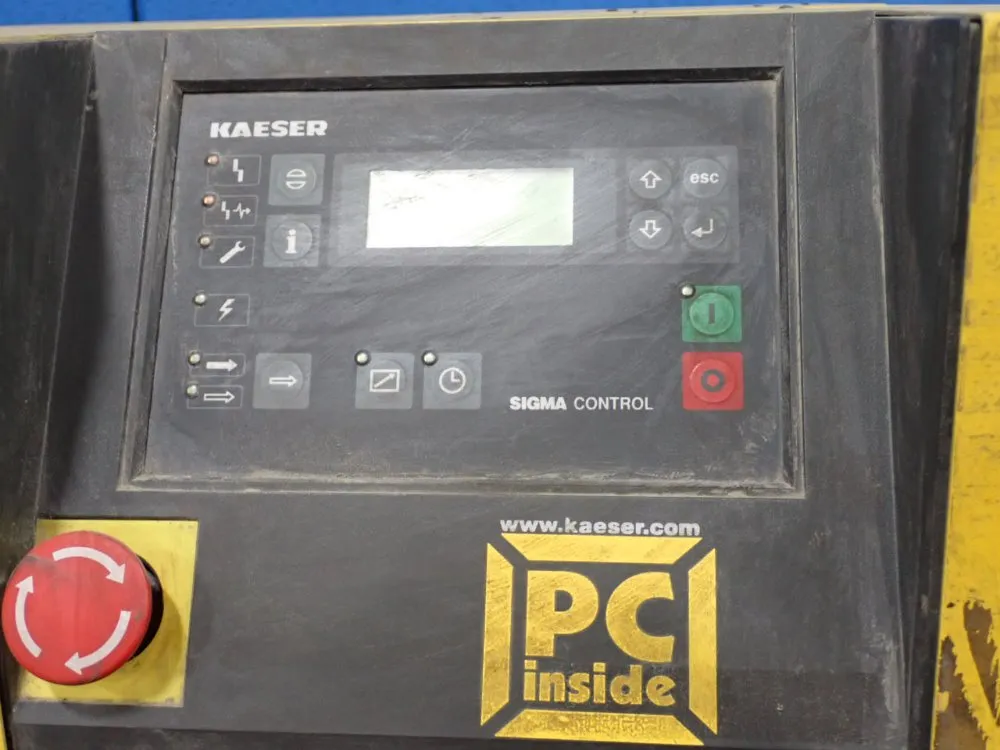 KAESER
esc
i
SIGMA CONTROL
www.kaeser.com
PC
inside